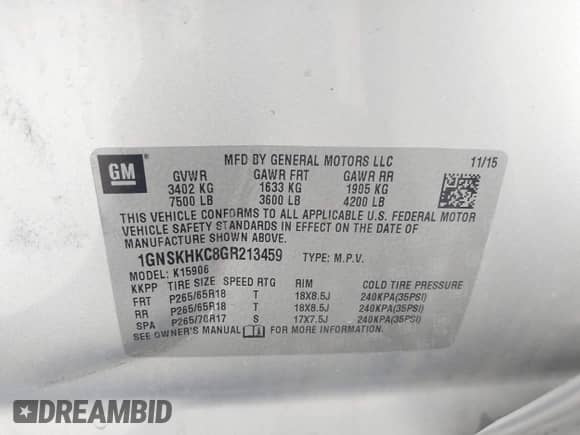 GM
MFD BY GENERAL MOTORS LLC 11/15
GVWR GAWR FRT GAWR RR
3402 KG 1633 KG 1905 KG
7500 LB 3600 LB 4200 LB
THIS VEHICLE CONFORMS TO ALL APPLICABLE U.S. FEDERAL MOTOR
VEHICLE SAFETY STANDARDS IN EFFECT ON THE DATE OF
MANUFACTURE SHOWN ABOVE.
1GNSKHKC8GR213459 TYPE: M.P.V.
MODEL: K15906
KKPP TIRE SIZE SPEED RTG RIM COLD TIRE PRESSURE
FRT P265/65R18 T 18X8.5J 240KPA(35PSI)
RR P265/65R18 T 18X8.5J 240KPA(35PSI)
SPA P265/70R17 S 17X7.5J 240KPA(35PSI)
SEE OWNER'S MANUAL FOR MORE INFORMATION.
DREAMBID